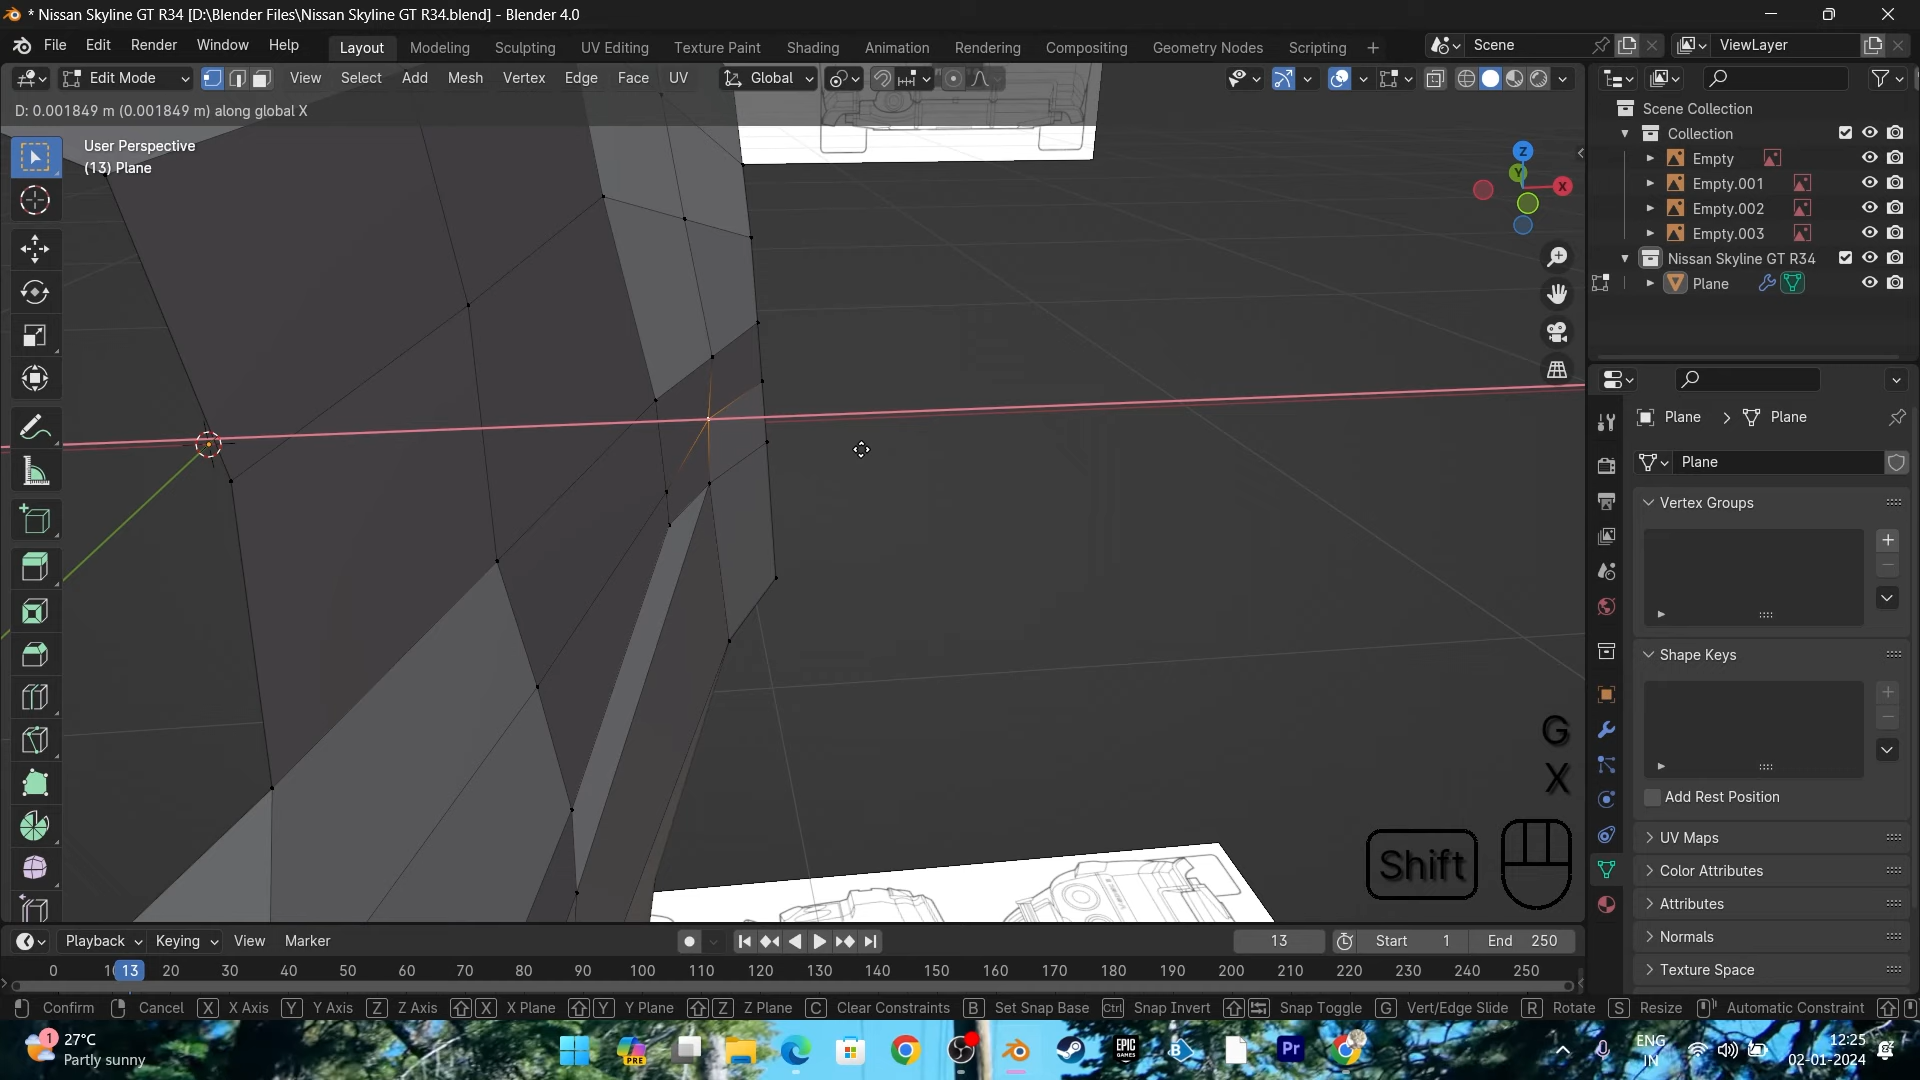 * Nissan Skyline GT R34 [D:\Blender Files\Nissan Skyline GT R34.blend] - Blender 4.0
File Edit Render Window Help Layout Modeling Sculpting UV Editing Texture Paint Shading Animation Rendering Compositing Geometry Nodes Scripting + Scene ViewLayer
Edit Mode View Select Add Mesh Vertex Edge Face UV Global
D: 0.001849 m (0.001849 m) along global X
User Perspective
(13) Plane
Z
Y
X
Scene Collection
Collection
Empty
Empty.001
Empty.002
Empty.003
Nissan Skyline GT R34
Plane
Plane > Plane
Plane
Vertex Groups
Shape Keys
Add Rest Position
UV Maps
Color Attributes
Attributes
Normals
Texture Space
G
X
Shift
Playback Keying View Marker 13 Start 1 End 250
0 10 13 20 30 40 50 60 70 80 90 100 110 120 130 140 150 160 170 180 190 200 210 220 230 240 250
Confirm Cancel X X Axis Y Y Axis Z Z Axis X X Plane Y Y Plane Z Z Plane C Clear Constraints B Set Snap Base Ctrl Snap Invert Snap Toggle G Vert/Edge Slide R Rotate S Resize Automatic Constraint
1
27°C
Partly sunny
PRE
EPIC GAMES
B
Pr
ENG
IN
12:25
02-01-2024